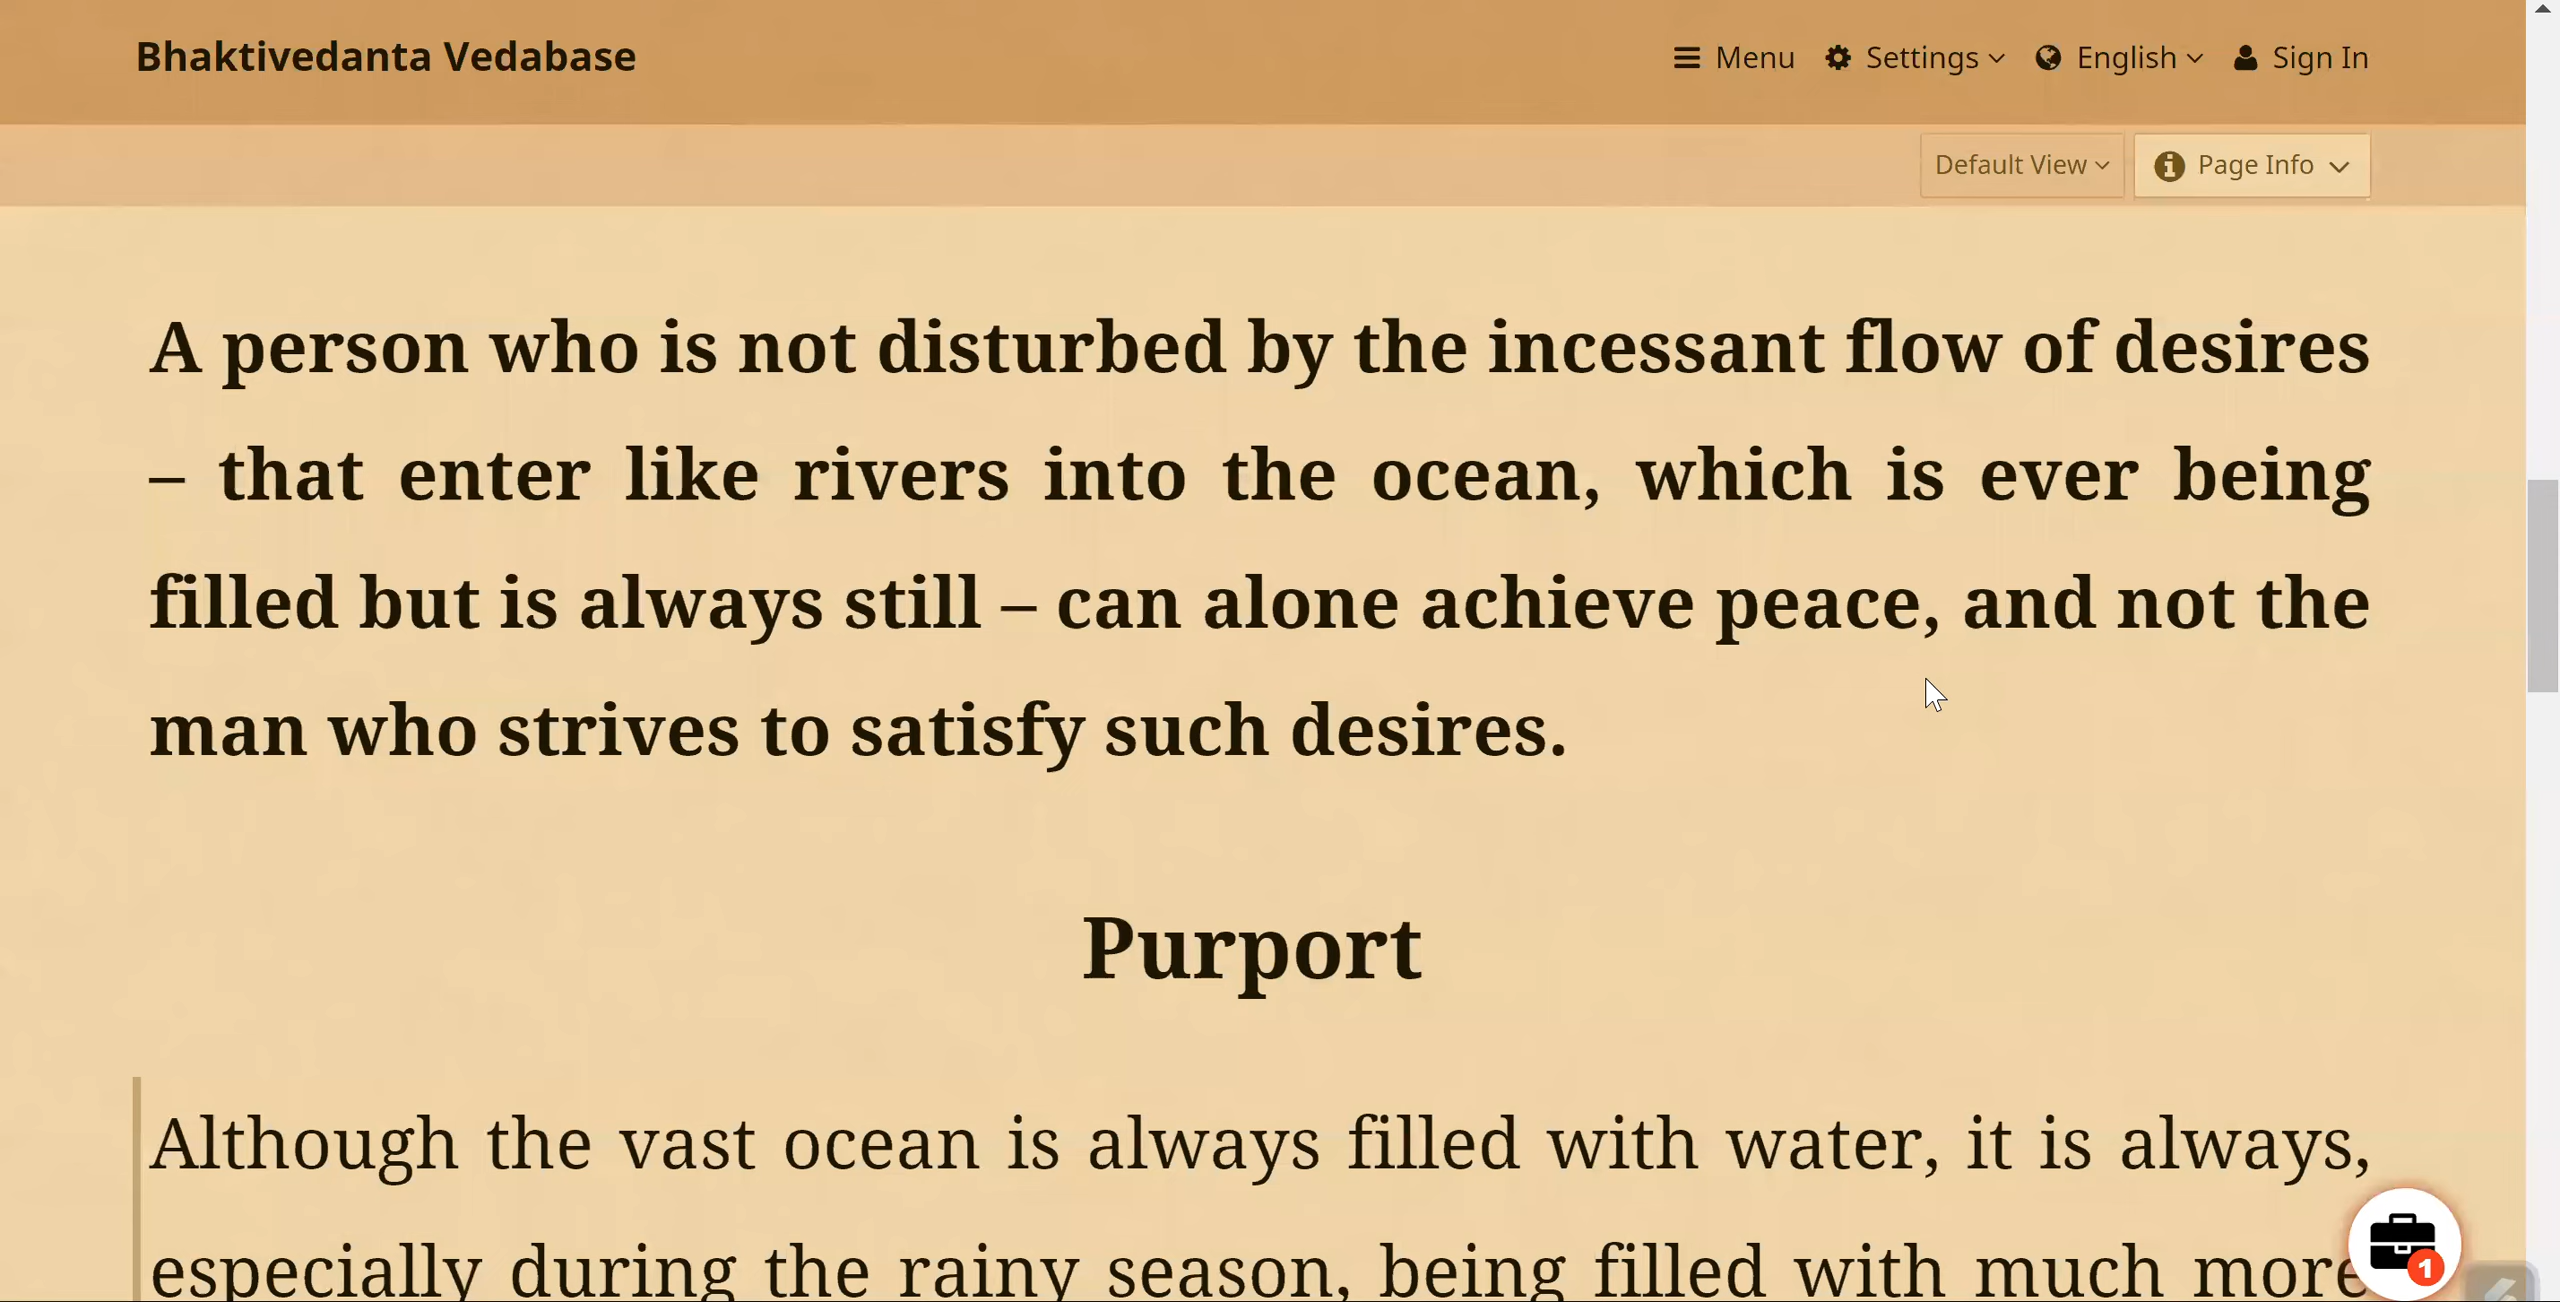 Bhaktivedanta Vedabase
Menu Settings English Sign In
Default View Page Info
A person who is not disturbed by the incessant flow of desires
– that enter like rivers into the ocean, which is ever being
filled but is always still – can alone achieve peace, and not the
man who strives to satisfy such desires.
Purport
Although the vast ocean is always filled with water, it is always,
especially during the rainy season, being filled with much more
1